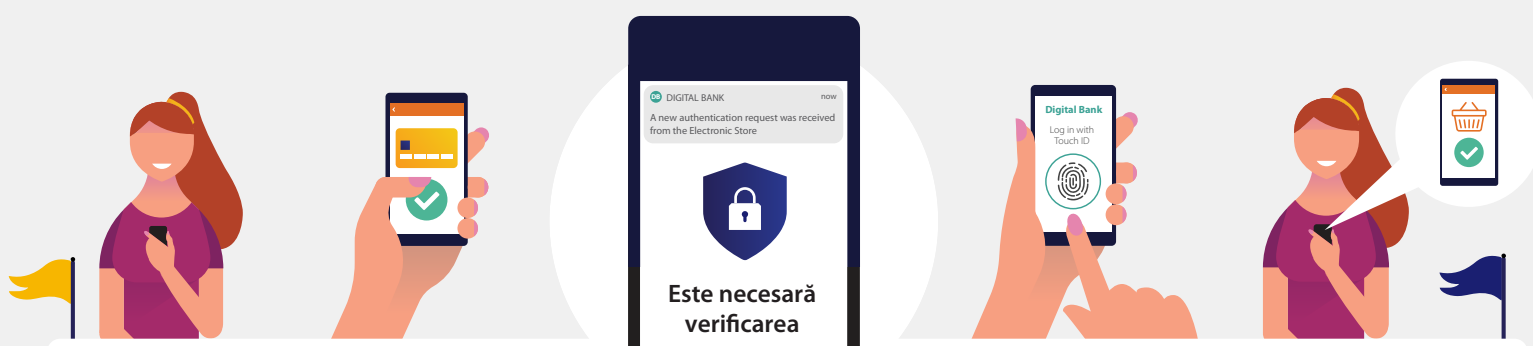 DB DIGITAL BANK now
A new authentication request was received
from the Electronic Store
Este necesară
verificarea
Digital Bank
Log in with
Touch ID